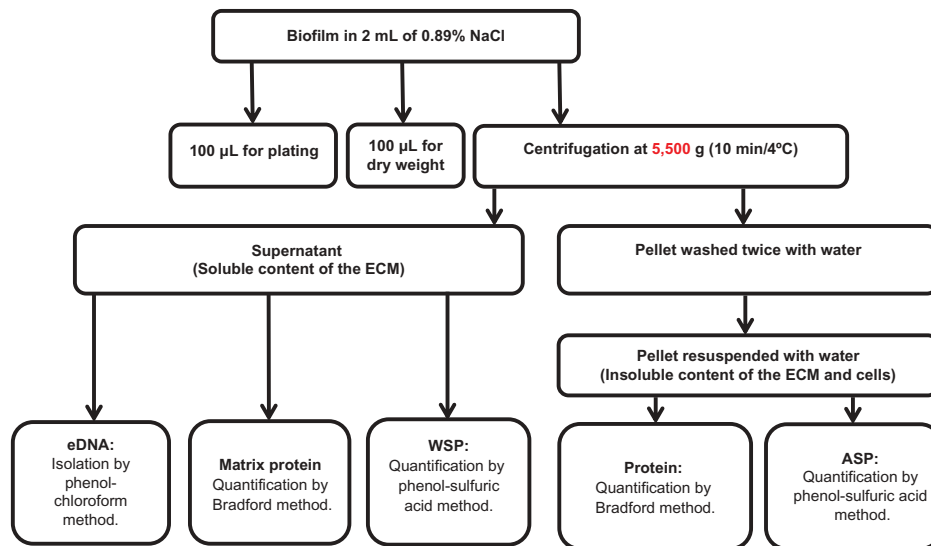 Biofilm in 2 mL of 0.89% NaCl
100 µL for plating
100 µL for
dry weight
Centrifugation at 5,500 g (10 min/4ºC)
Supernatant
(Soluble content of the ECM)
Pellet washed twice with water
Pellet resuspended with water
(Insoluble content of the ECM and cells)
eDNA:
Isolation by
phenol-
chloroform
method.
Matrix protein
Quantification by
Bradford method.
WSP:
Quantification by
phenol-sulfuric
acid method.
Protein:
Quantification by
Bradford method.
ASP:
Quantification by
phenol-sulfuric acid
method.